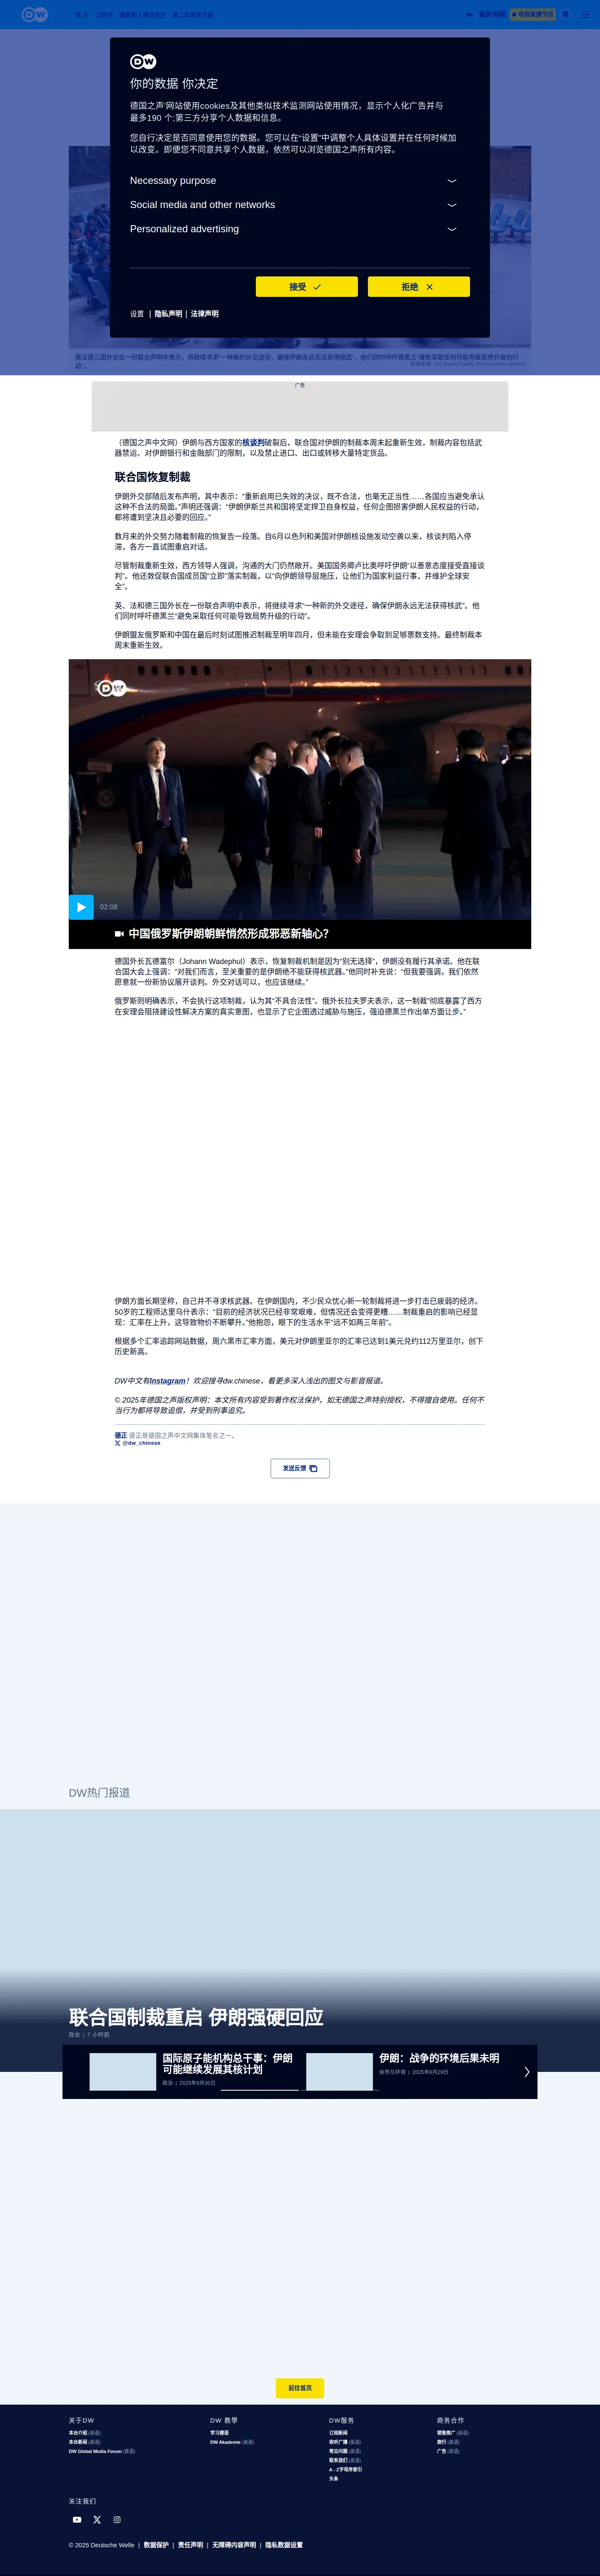 DW
焦点 习近平 俄罗斯入侵乌克兰 第二次世界大战
最新视频
电视直播节目
繁
DW
你的数据 你决定
德国之声'网站使用cookies及其他类似技术监测网站使用情况，显示个人化广告并与
最多190 个;第三方分享个人数据和信息。
您自行决定是否同意使用您的数据。您可以在"设置"中调整个人具体设置并在任何时候加
以改变。即便您不同意共享个人数据，依然可以浏览德国之声所有内容。
Necessary purpose
Social media and other networks
Personalized advertising
接受
拒绝
设置 | 隐私声明 | 法律声明
英法德三国外长在一份联合声明中表示，将继续寻求"一种新的外交途径，确保伊朗永远无法获得核武"。他们同时呼吁德黑兰"避免采取任何可能导致局势升级的行
动"。
广告
（德国之声中文网）伊朗与西方国家的核谈判破裂后，联合国对伊朗的制裁本周末起重新生效，制裁内容包括武
器禁运、对伊朗银行和金融部门的限制，以及禁止进口、出口或转移大量特定货品。
联合国恢复制裁
伊朗外交部随后发布声明，其中表示："重新启用已失效的决议，既不合法，也毫无正当性……各国应当避免承认
这种不合法的局面。"声明还强调："伊朗伊斯兰共和国将坚定捍卫自身权益，任何企图损害伊朗人民权益的行动，
都将遭到坚决且必要的回应。"
数月来的外交努力随着制裁的恢复告一段落。自6月以色列和美国对伊朗核设施发动空袭以来，核谈判陷入停
滞，各方一直试图重启对话。
尽管制裁重新生效，西方领导人强调，沟通的大门仍然敞开。美国国务卿卢比奥呼吁伊朗"以善意态度接受直接谈
判"。他还敦促联合国成员国"立即"落实制裁，以"向伊朗领导层施压，让他们为国家利益行事，并维护全球安
全"。
英、法和德三国外长在一份联合声明中表示，将继续寻求"一种新的外交途径，确保伊朗永远无法获得核武"。他
们同时呼吁德黑兰"避免采取任何可能导致局势升级的行动"。
伊朗盟友俄罗斯和中国在最后时刻试图推迟制裁至明年四月，但未能在安理会争取到足够票数支持。最终制裁本
周末重新生效。
DW
02:08
中国俄罗斯伊朗朝鲜悄然形成邪恶新轴心？
德国外长瓦德富尔（Johann Wadephul）表示，恢复制裁机制是因为"别无选择"，伊朗没有履行其承诺。他在联
合国大会上强调："对我们而言，至关重要的是伊朗绝不能获得核武器。"他同时补充说："但我要强调，我们依然
愿意就一份新协议展开谈判。外交对话可以，也应该继续。"
俄罗斯则明确表示，不会执行这项制裁，认为其"不具合法性"。俄外长拉夫罗夫表示，这一制裁"彻底暴露了西方
在安理会阻挠建设性解决方案的真实意图，也显示了它企图透过威胁与施压，强迫德黑兰作出单方面让步。"
伊朗方面长期坚称，自己并不寻求核武器。在伊朗国内，不少民众忧心新一轮制裁将进一步打击已疲弱的经济。
50岁的工程师达里乌什表示："目前的经济状况已经非常艰难，但情况还会变得更糟……制裁重启的影响已经显
现：汇率在上升，这导致物价不断攀升。"他抱怨，眼下的生活水平"远不如两三年前"。
根据多个汇率追踪网站数据，周六黑市汇率方面，美元对伊朗里亚尔的汇率已达到1美元兑约112万里亚尔，创下
历史新高。
DW中文有Instagram！欢迎搜寻dw.chinese，看更多深入浅出的图文与影音报道。
© 2025年德国之声版权声明：本文所有内容受到著作权法保护，如无德国之声特别授权，不得擅自使用。任何不
当行为都将导致追偿，并受到刑事追究。
德正 德正是德国之声中文网集体笔名之一。
@dw_chinese
发送反馈
DW热门报道
联合国制裁重启 伊朗强硬回应
政治 | 7 小时前
国际原子能机构总干事：伊朗
可能继续发展其核计划
政治 | 2025年6月30日
伊朗：战争的环境后果未明
自然与环境 | 2025年6月29日
前往首页
关于DW
本台介绍 (英语)
本台新闻 (英语)
DW Global Media Forum (英语)
DW 教學
学习德语
DW Akademie (英语)
DW服务
订阅新闻
收听广播 (英语)
常见问题 (英语)
联系我们 (英语)
A - Z字母序索引
头条
商务合作
销售推广 (英语)
旅行 (英语)
广告 (英语)
关注我们
© 2025 Deutsche Welle | 数据保护 | 责任声明 | 无障碍内容声明 | 隐私数据设置